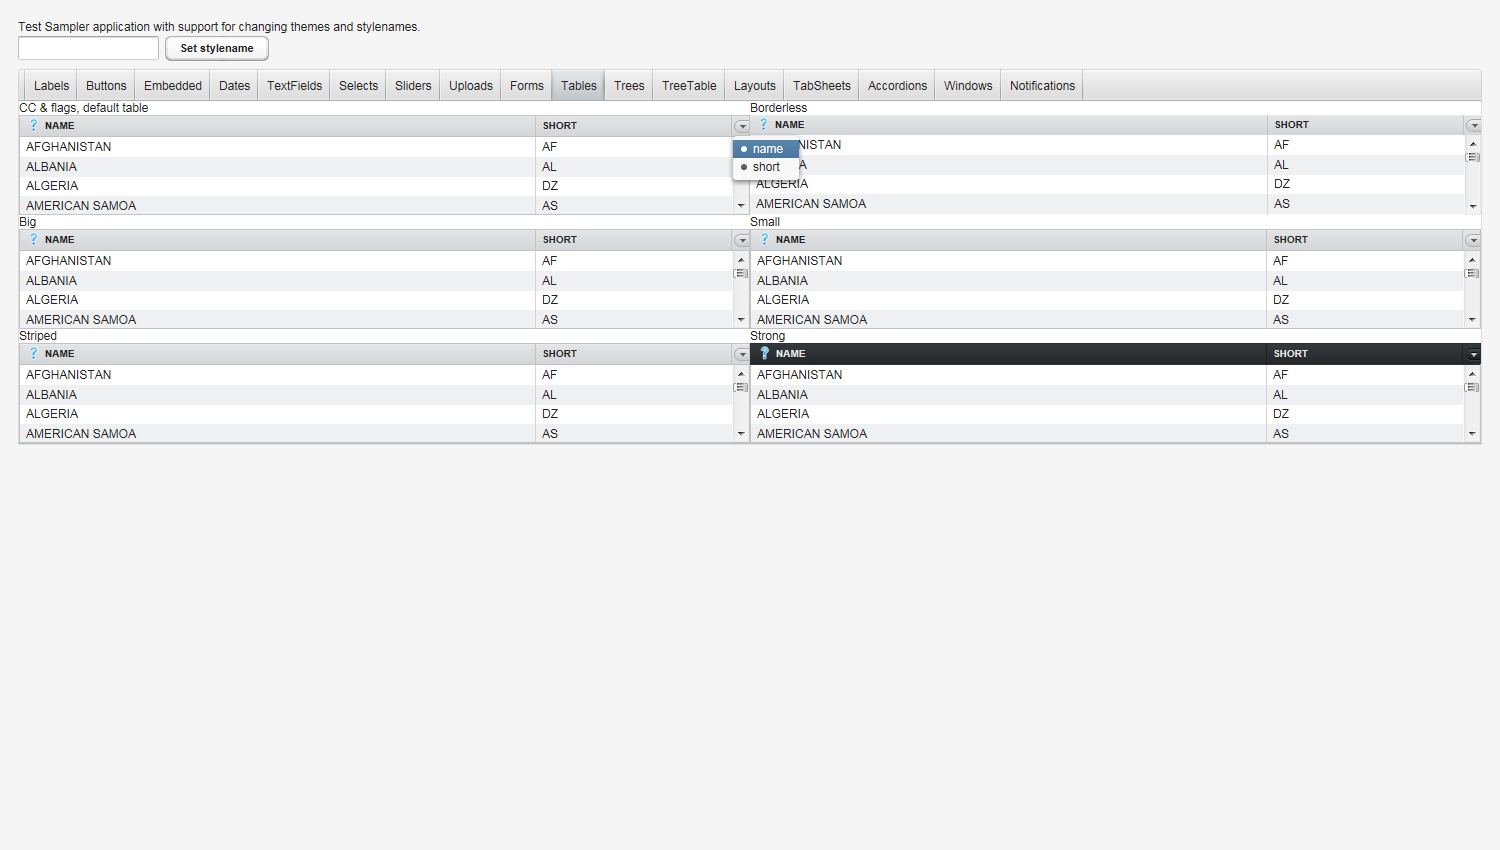 Test Sampler application with support for changing themes and stylenames.
Set stylename
Labels Buttons Embedded Dates TextFields Selects Sliders Uploads Forms Tables Trees TreeTable Layouts TabSheets Accordions Windows Notifications
CC & flags, default table
? NAME SHORT
AFGHANISTAN AF
ALBANIA AL
ALGERIA DZ
AMERICAN SAMOA AS
name
short
Borderless
? NAME SHORT
NISTAN AF
A AL
ALGERIA DZ
AMERICAN SAMOA AS
Big
? NAME SHORT
AFGHANISTAN AF
ALBANIA AL
ALGERIA DZ
AMERICAN SAMOA AS
Small
? NAME SHORT
AFGHANISTAN AF
ALBANIA AL
ALGERIA DZ
AMERICAN SAMOA AS
Striped
? NAME SHORT
AFGHANISTAN AF
ALBANIA AL
ALGERIA DZ
AMERICAN SAMOA AS
Strong
? NAME SHORT
AFGHANISTAN AF
ALBANIA AL
ALGERIA DZ
AMERICAN SAMOA AS